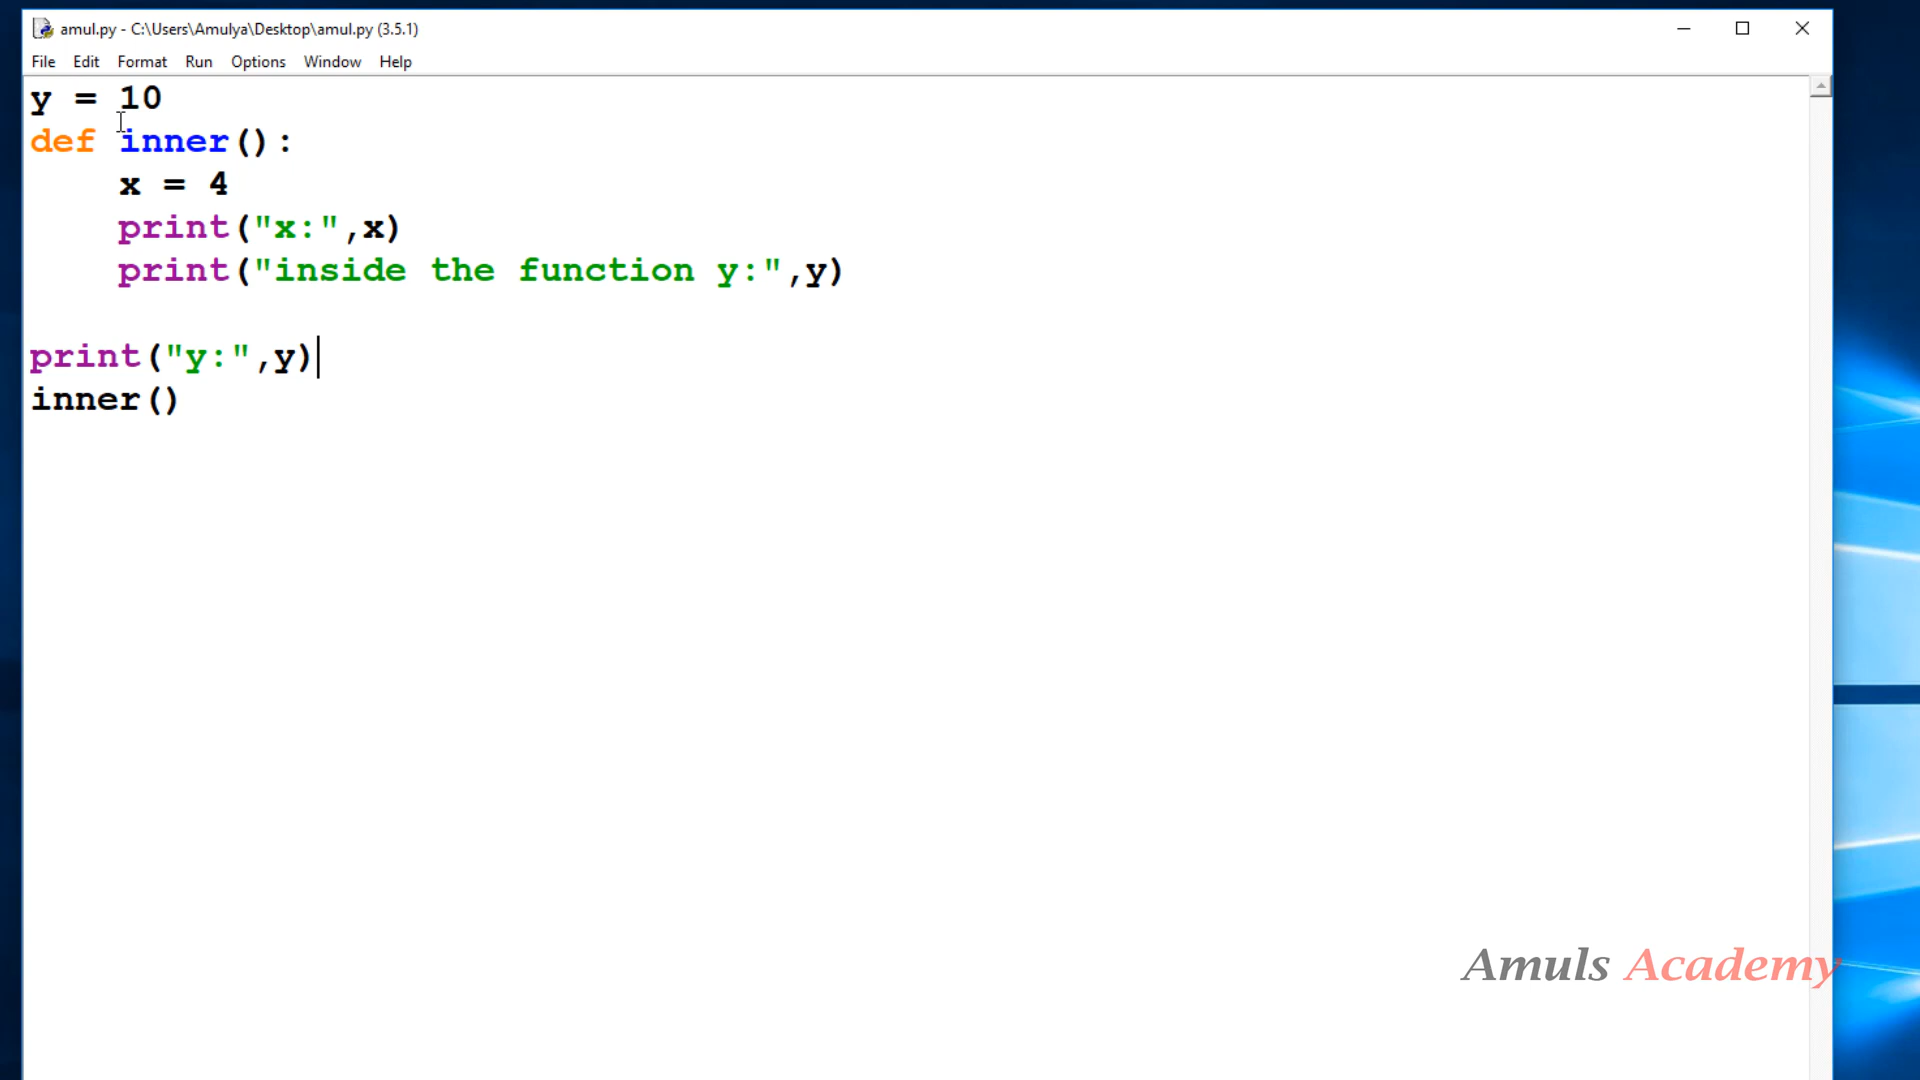 amul.py - C:\Users\Amulya\Desktop\amul.py (3.5.1)
File Edit Format Run Options Window Help
y = 10
def inner():
    x = 4
    print("x:",x)
    print("inside the function y:",y)

print("y:",y)
inner()
Amuls Academy